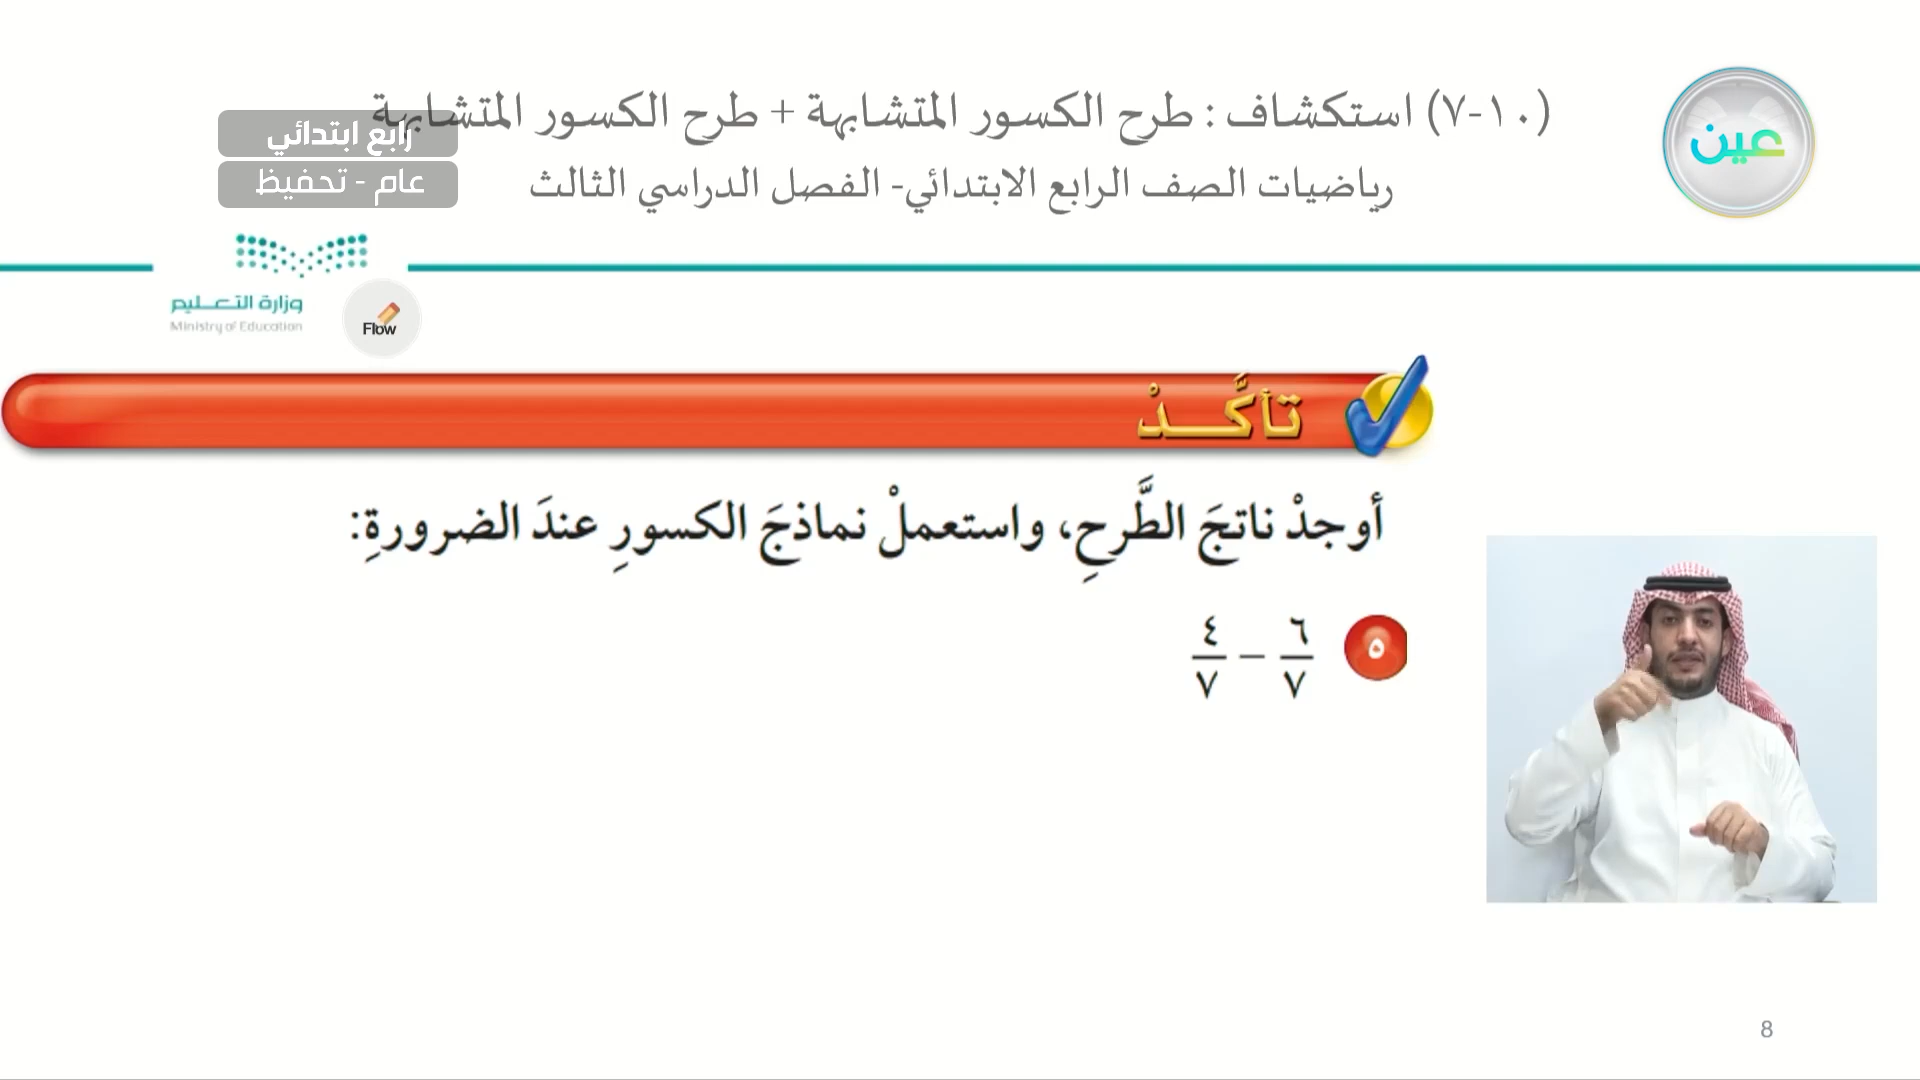 (١٠-٧) استكشاف : طرح الكسور المتشابهة + طرح الكسور المتشابهة
رياضيات الصف الرابع الابتدائي- الفصل الدراسي الثالث
رابع ابتدائي
عام - تحفيظ
عين
وزارة التعليم
Ministry of Education
Flow
تأكَّدْ
أوجدْ ناتجَ الطَّرحِ، واستعملْ نماذجَ الكسورِ عندَ الضرورةِ:
٥ ٦/٧ – ٤/٧
8